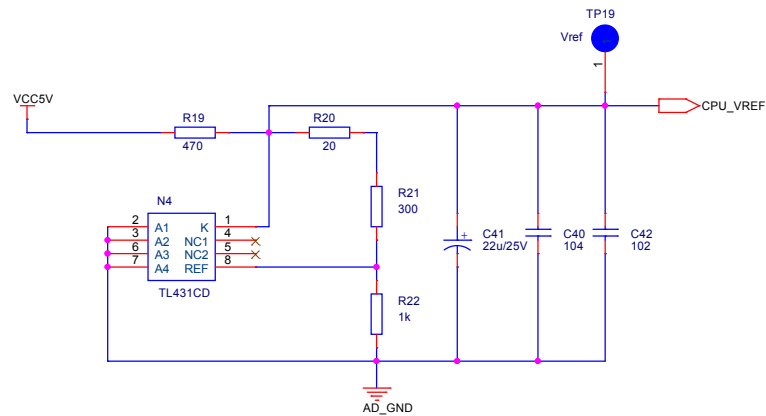 TP19
Vref
1
VCC5V
CPU_VREF
R19
470
R20
20
R21
300
N4
2 A1 K 1
3 A2 NC1 4
6 A3 NC2 5
7 A4 REF 8
TL431CD
C41
+
22u/25V
C40
104
C42
102
R22
1k
AD_GND